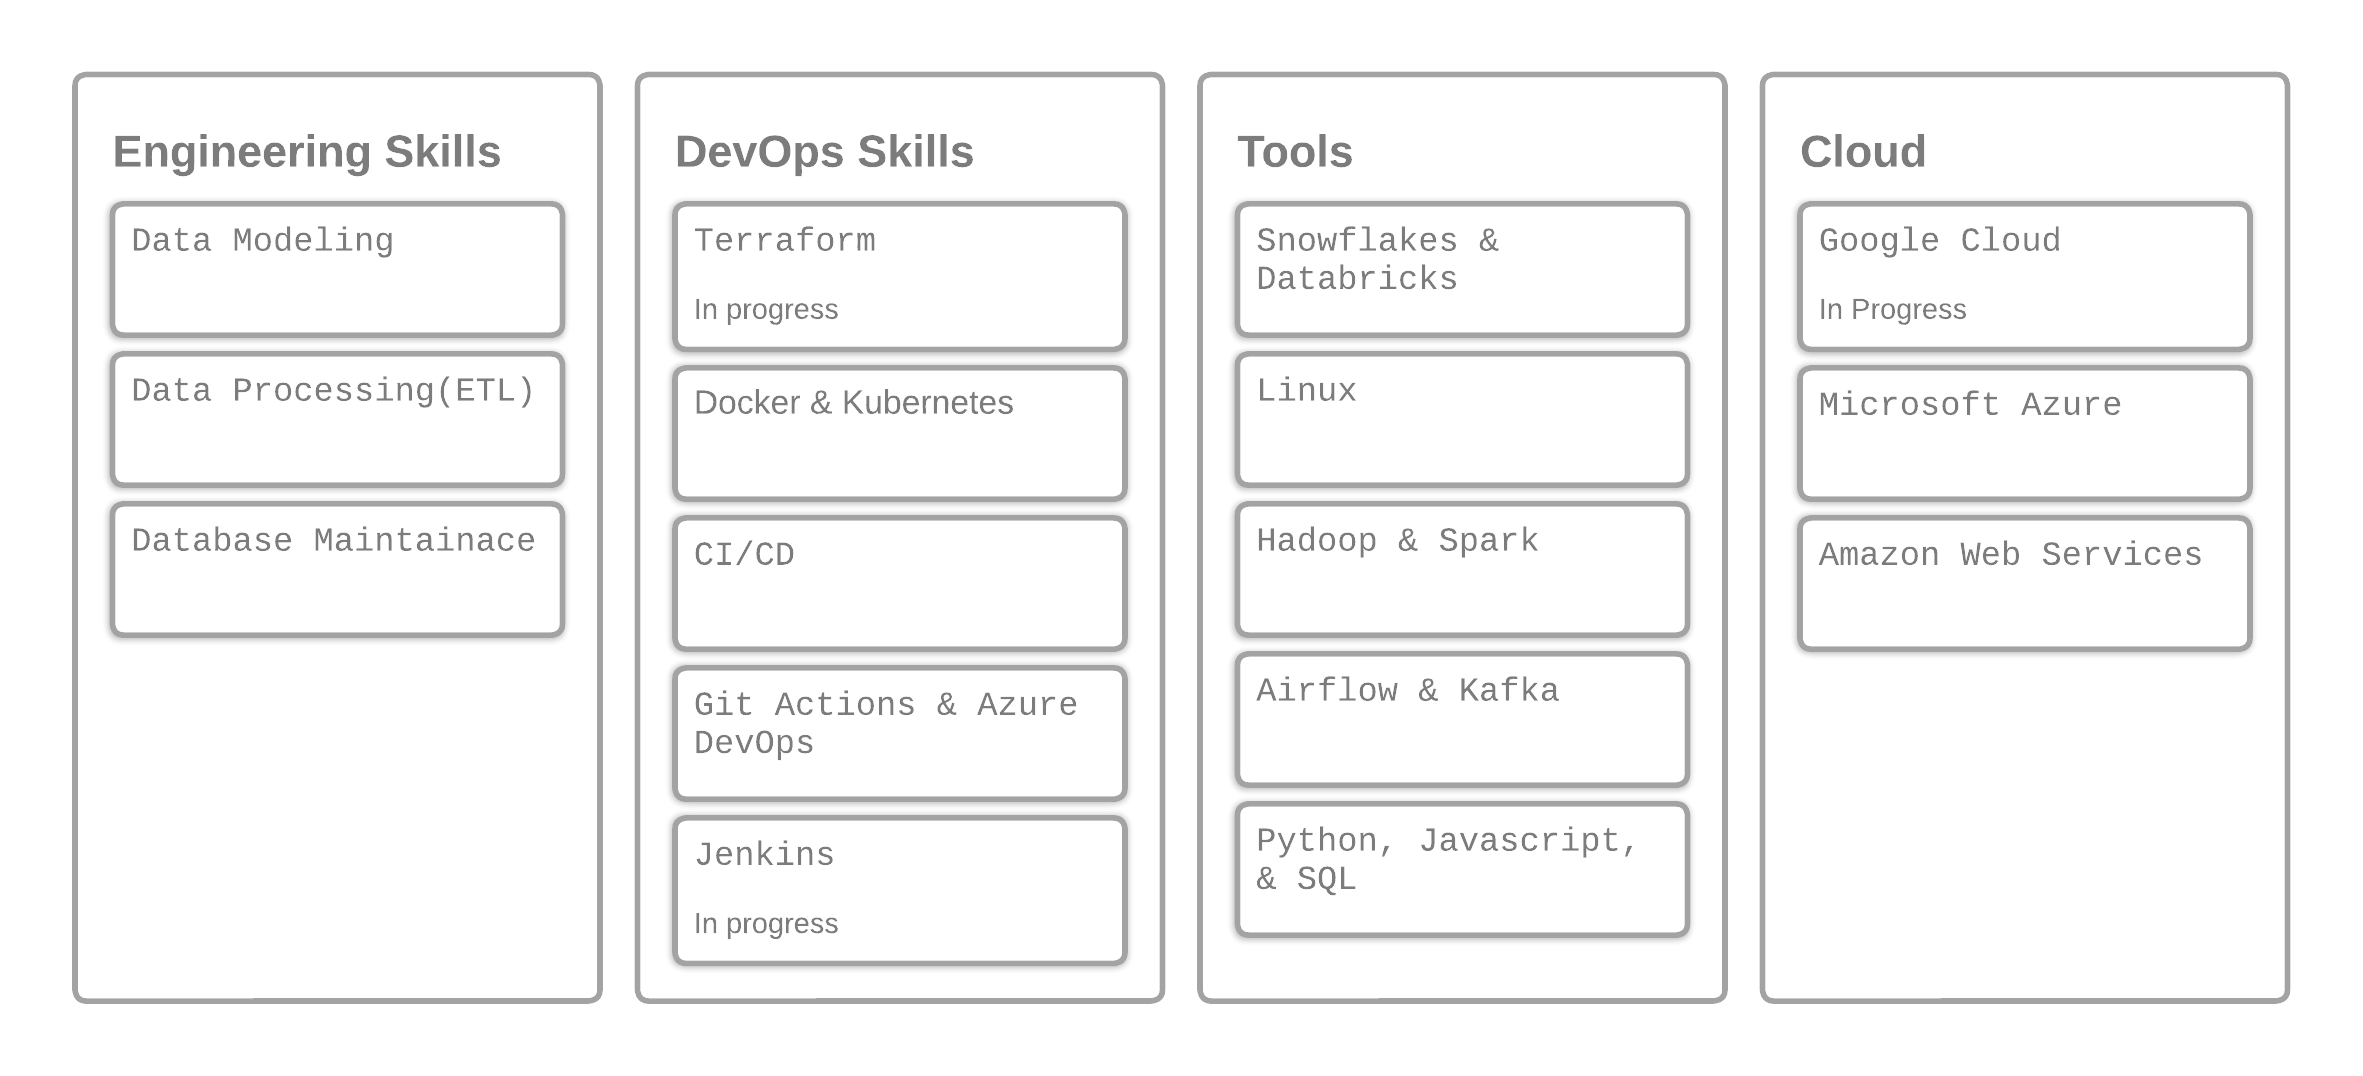 Engineering Skills
Data Modeling
Data Processing(ETL)
Database Maintainace
DevOps Skills
Terraform
In progress
Docker & Kubernetes
CI/CD
Git Actions & Azure
DevOps
Jenkins
In progress
Tools
Snowflakes &
Databricks
Linux
Hadoop & Spark
Airflow & Kafka
Python, Javascript,
& SQL
Cloud
Google Cloud
In Progress
Microsoft Azure
Amazon Web Services